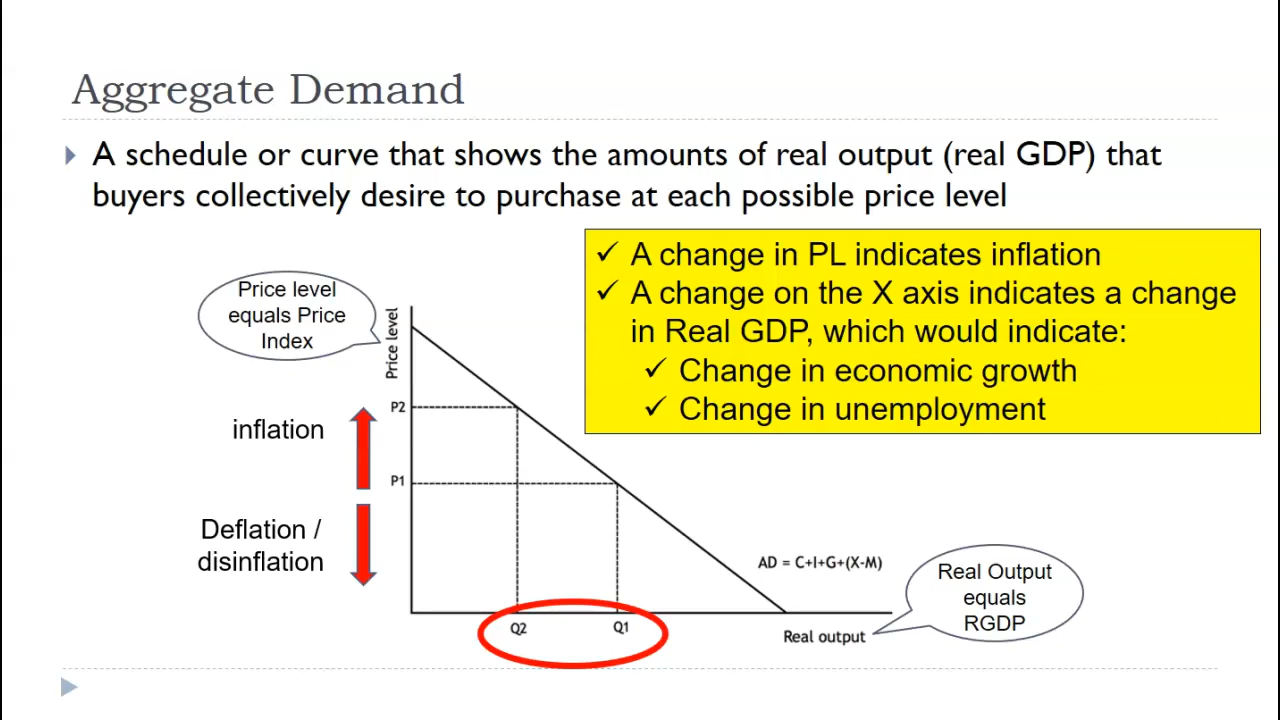 Aggregate Demand
A schedule or curve that shows the amounts of real output (real GDP) that
buyers collectively desire to purchase at each possible price level
✓ A change in PL indicates inflation
✓ A change on the X axis indicates a change
in Real GDP, which would indicate:
✓ Change in economic growth
✓ Change in unemployment
Price level
equals Price
Index
Price level
P2
inflation
P1
Deflation /
disinflation
AD = C+I+G+(X-M)
Real Output
equals
RGDP
Q2
Q1
Real output